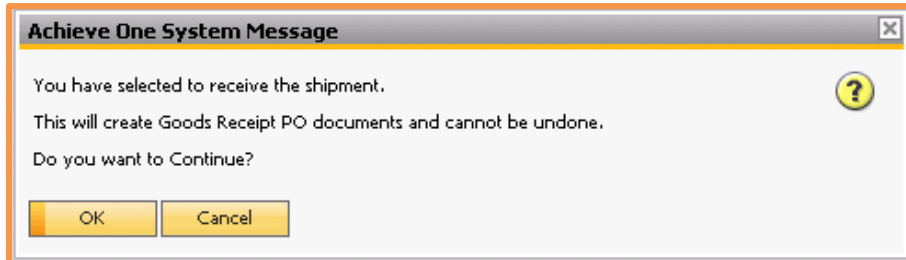 Achieve One System Message
You have selected to receive the shipment.
This will create Goods Receipt PO documents and cannot be undone.
Do you want to Continue?
OK Cancel